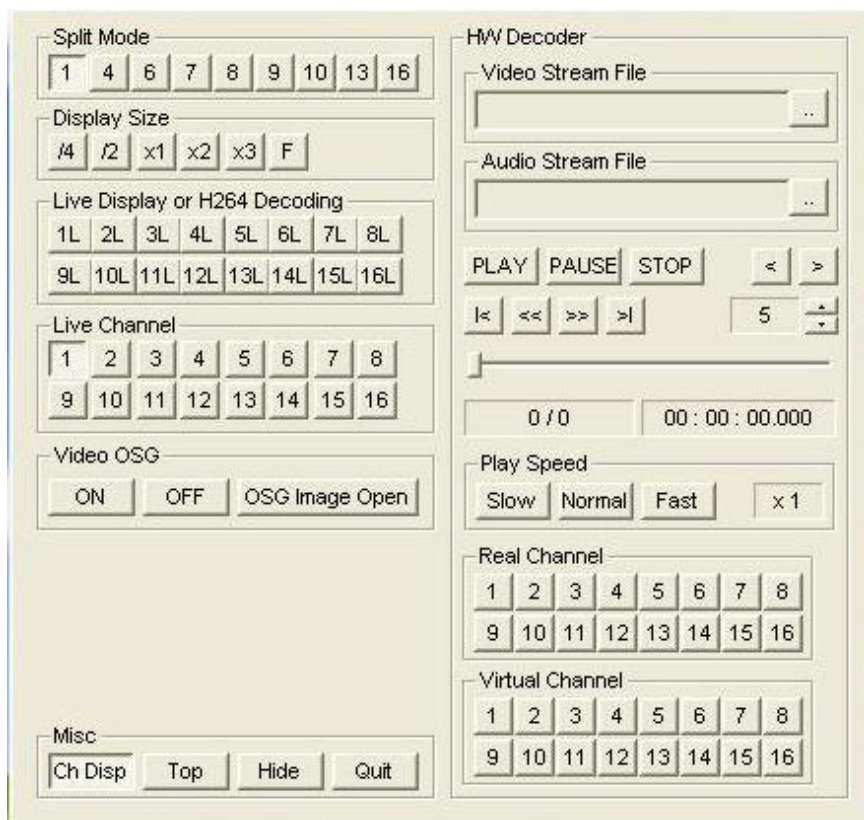 Split Mode
1 4 6 7 8 9 10 13 16
Display Size
/4 /2 x1 x2 x3 F
Live Display or H264 Decoding
1L 2L 3L 4L 5L 6L 7L 8L
9L 10L 11L 12L 13L 14L 15L 16L
Live Channel
1 2 3 4 5 6 7 8
9 10 11 12 13 14 15 16
Video OSG
ON OFF OSG Image Open
Misc
Ch Disp Top Hide Quit
HW Decoder
Video Stream File
..
Audio Stream File
..
PLAY PAUSE STOP < >
|< << >> >| 5
0 / 0 00 : 00 : 00.000
Play Speed
Slow Normal Fast x 1
Real Channel
1 2 3 4 5 6 7 8
9 10 11 12 13 14 15 16
Virtual Channel
1 2 3 4 5 6 7 8
9 10 11 12 13 14 15 16